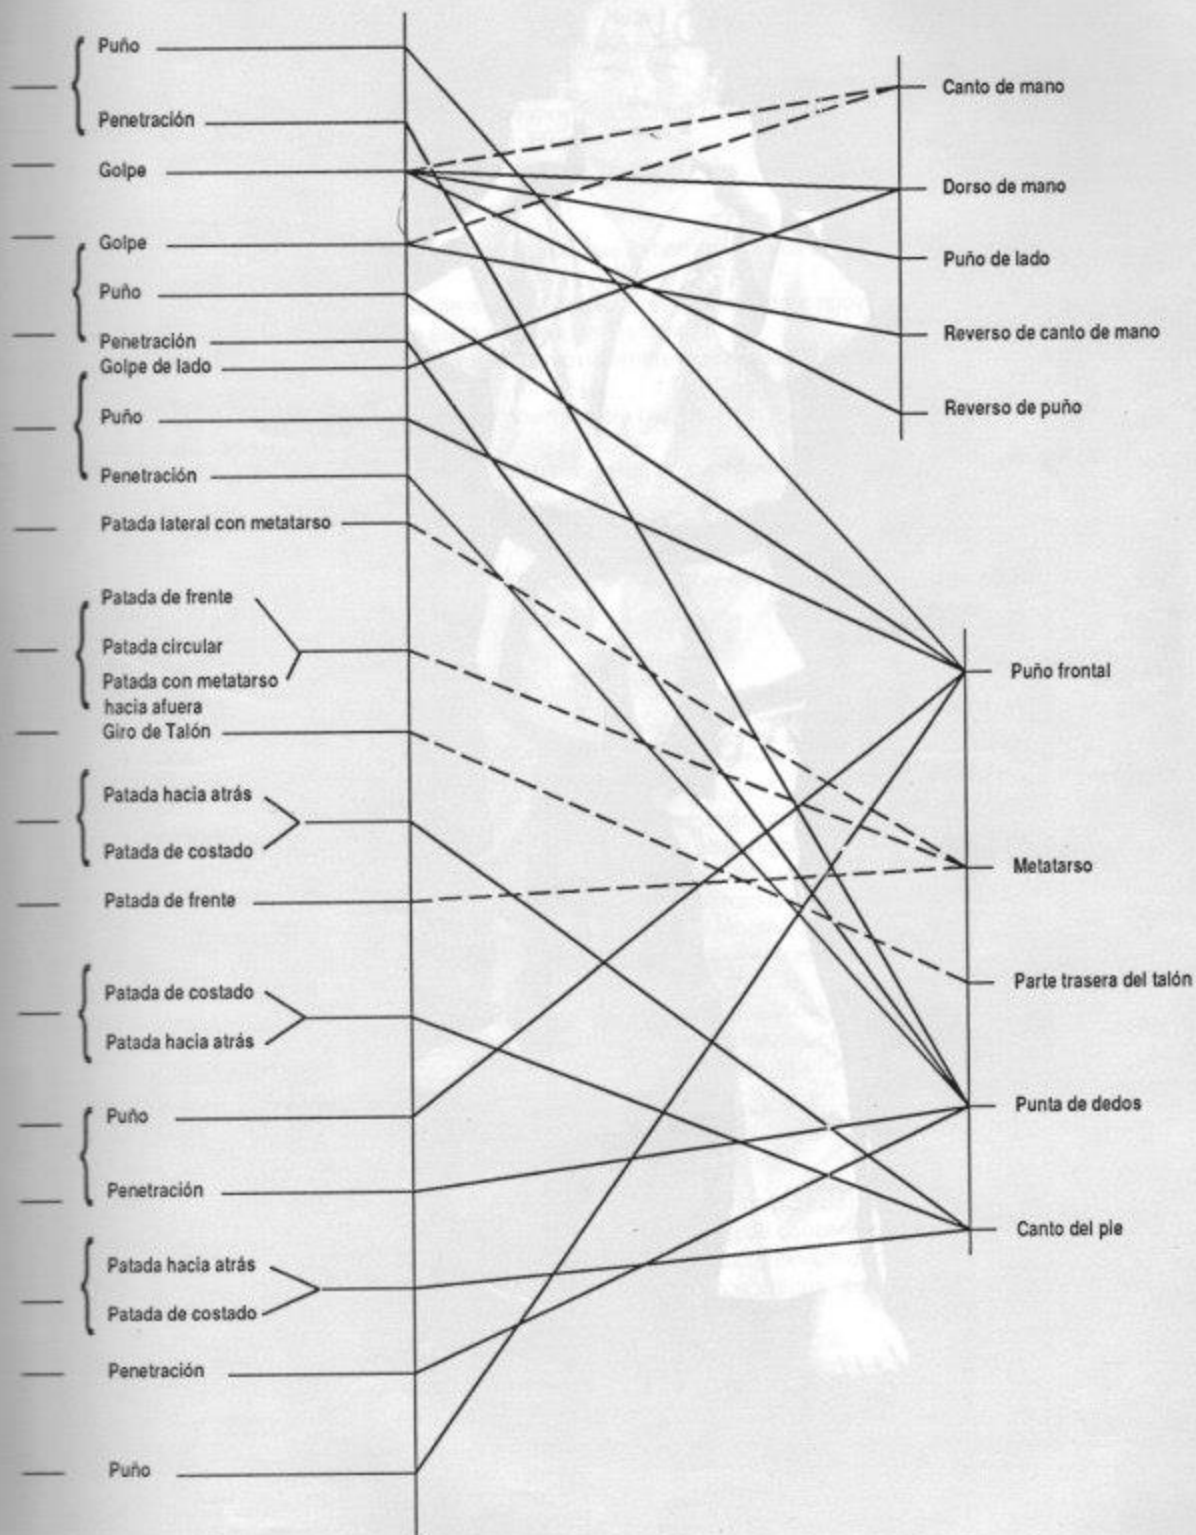 Puño
Penetración
Golpe
Golpe
Puño
Penetración
Golpe de lado
Puño
Penetración
Patada lateral con metatarso
Patada de frente
Patada circular
Patada con metatarso
hacia afuera
Giro de Talón
Patada hacia atrás
Patada de costado
Patada de frente
Patada de costado
Patada hacia atrás
Puño
Penetración
Patada hacia atrás
Patada de costado
Penetración
Puño
Canto de mano
Dorso de mano
Puño de lado
Reverso de canto de mano
Reverso de puño
Puño frontal
Metatarso
Parte trasera del talón
Punta de dedos
Canto del pie